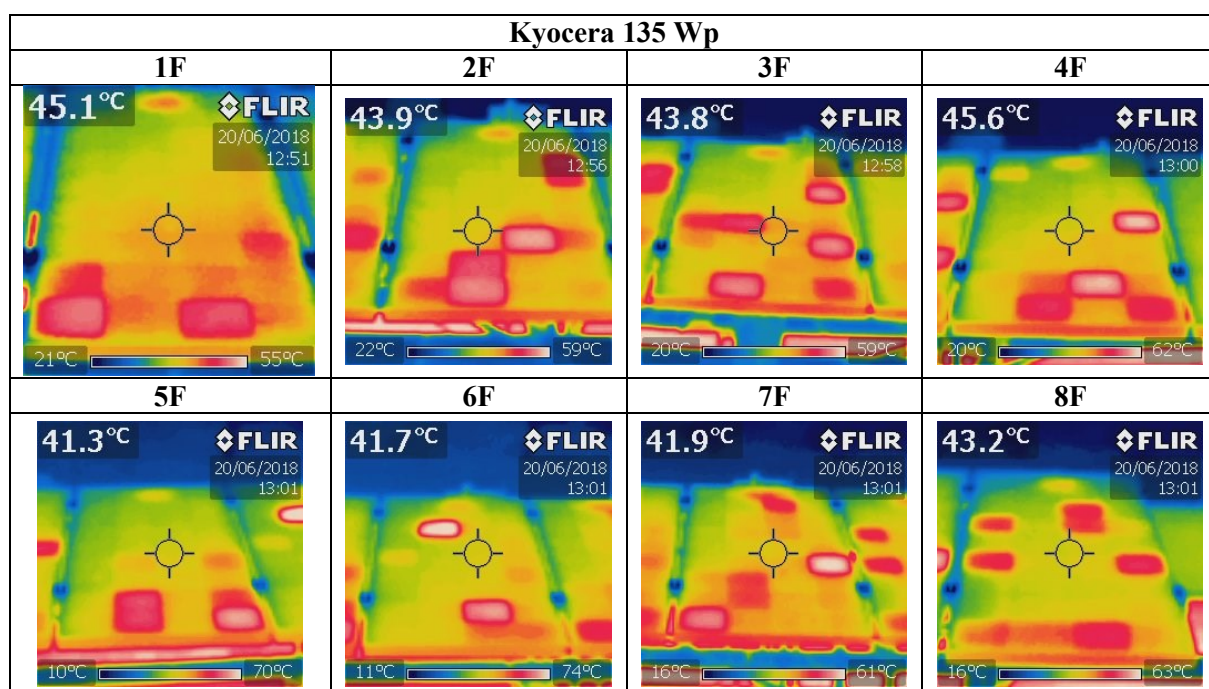 Kyocera 135 Wp
1F 2F 3F 4F
45.1°C FLIR
20/06/2018
12:51
21°C 55°C
43.9°C FLIR
20/06/2018
12:56
22°C 59°C
43.8°C FLIR
20/06/2018
12:58
20°C 59°C
45.6°C FLIR
20/06/2018
13:00
20°C 62°C
5F 6F 7F 8F
41.3°C FLIR
20/06/2018
13:01
10°C 70°C
41.7°C FLIR
20/06/2018
13:01
11°C 74°C
41.9°C FLIR
20/06/2018
13:01
16°C 61°C
43.2°C FLIR
20/06/2018
13:01
16°C 63°C